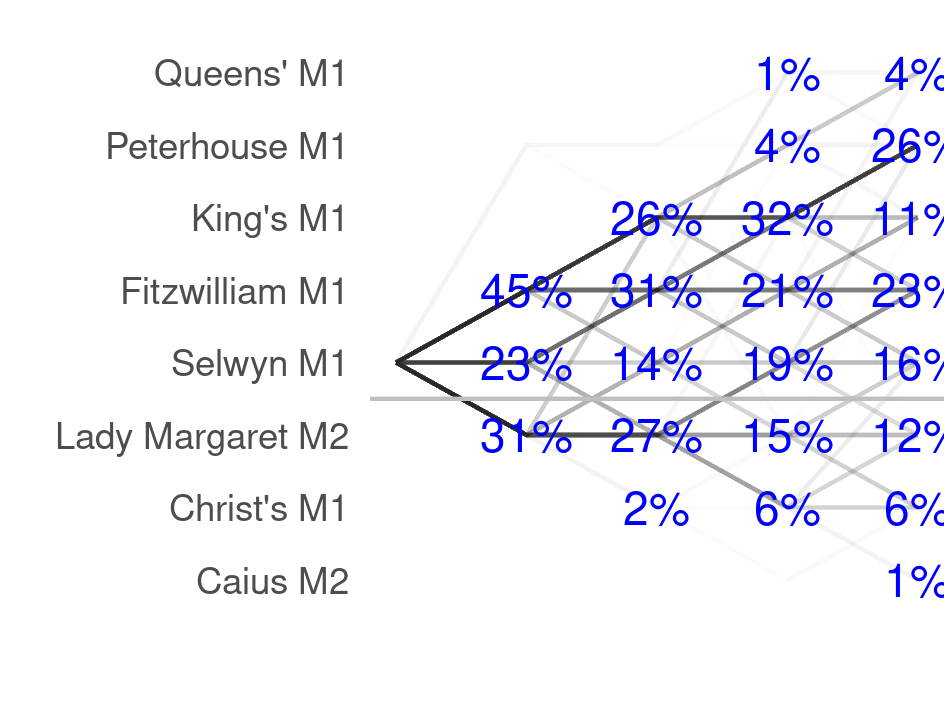 Queens' M1 1% 4%
Peterhouse M1 4% 26%
King's M1 26% 32% 11%
Fitzwilliam M1 45% 31% 21% 23%
Selwyn M1 23% 14% 19% 16%
Lady Margaret M2 31% 27% 15% 12%
Christ's M1 2% 6% 6%
Caius M2 1%